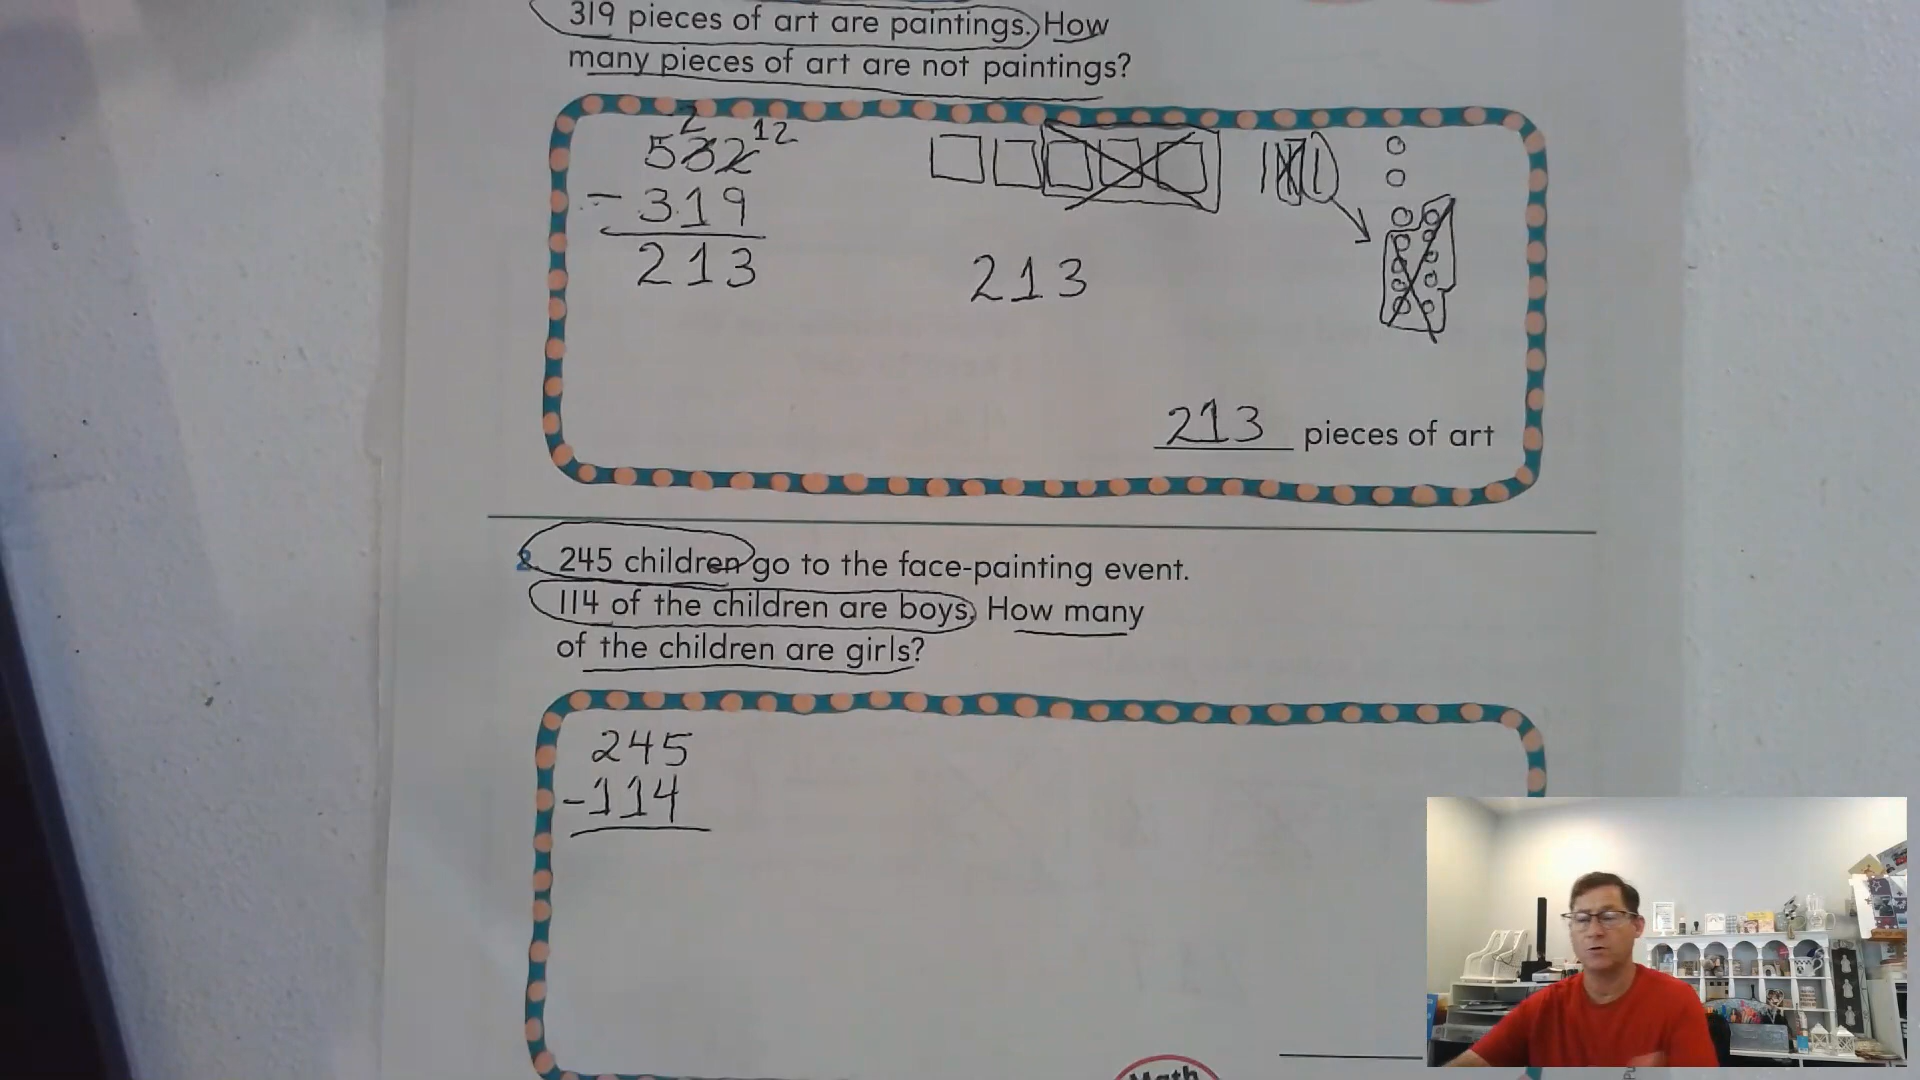 319 pieces of art are paintings. How
many pieces of art are not paintings?
2 12
532
- 319
213
213
213 pieces of art
2. 245 children go to the face-painting event.
114 of the children are boys. How many
of the children are girls?
245
-114
Math